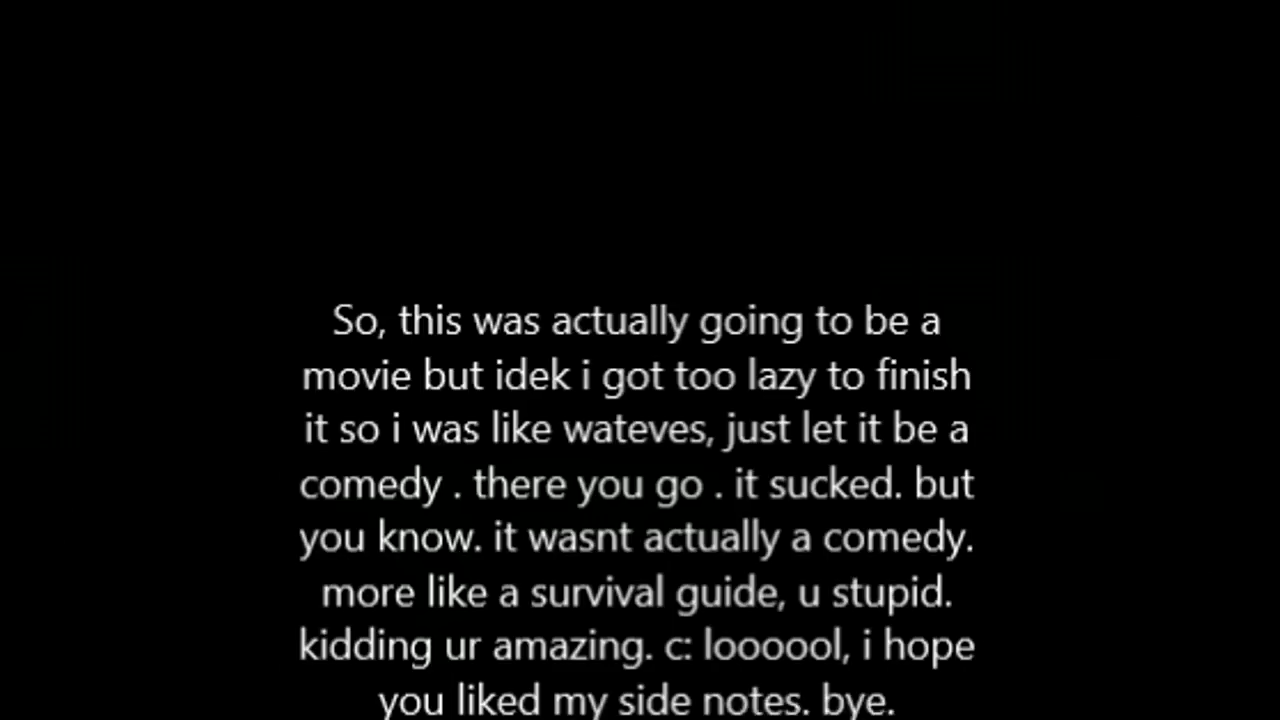 So, this was actually going to be a
movie but idek i got too lazy to finish
it so i was like wateves, just let it be a
comedy . there you go . it sucked. but
you know. it wasnt actually a comedy.
more like a survival guide, u stupid.
kidding ur amazing. c: loooool, i hope
you liked my side notes. bye.